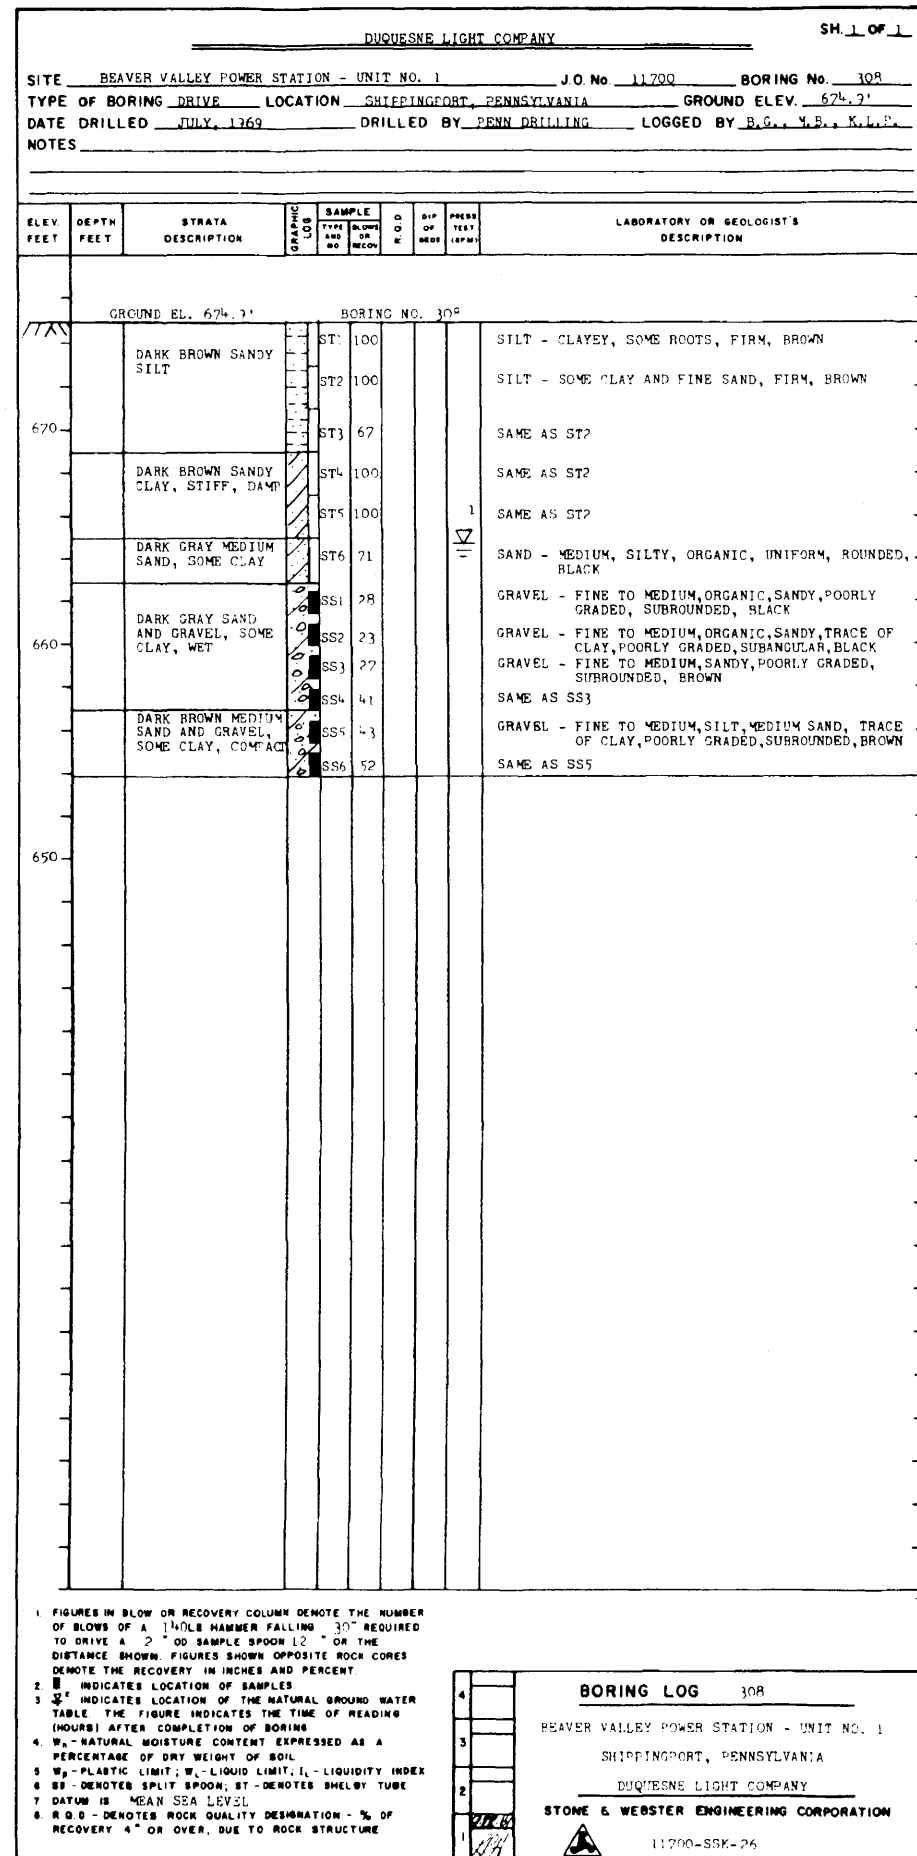 SH. 1 OF 1
DUQUESNE LIGHT COMPANY
SITE BEAVER VALLEY POWER STATION - UNIT NO. 1 J.O. No. 11700 BORING No. 308
TYPE OF BORING DRIVE LOCATION SHIPPINGPORT, PENNSYLVANIA GROUND ELEV. 674.9'
DATE DRILLED JULY, 1969 DRILLED BY PENN DRILLING LOGGED BY B.G., M.B., K.L.P.
NOTES
ELEV. FEET DEPTH FEET STRATA DESCRIPTION GRAPHIC LOG SAMPLE TYPE AND NO BLOWS OR RECOV R.Q.D DIP OF BEDS PRESS TEST (GPM) LABORATORY OR GEOLOGIST'S DESCRIPTION
GROUND EL. 674.9' BORING NO. 308
ST1 100 SILT - CLAYEY, SOME ROOTS, FIRM, BROWN
DARK BROWN SANDY
SILT
ST2 100 SILT - SOME CLAY AND FINE SAND, FIRM, BROWN
670 ST3 67 SAME AS ST2
DARK BROWN SANDY ST4 100 SAME AS ST2
CLAY, STIFF, DAMP
ST5 100 1 SAME AS ST2
DARK GRAY MEDIUM
SAND, SOME CLAY ST6 71 SAND - MEDIUM, SILTY, ORGANIC, UNIFORM, ROUNDED,
BLACK
SS1 28 GRAVEL - FINE TO MEDIUM,ORGANIC,SANDY,POORLY
GRADED, SUBROUNDED, BLACK
DARK GRAY SAND
AND GRAVEL, SOME
CLAY, WET
660 SS2 23 GRAVEL - FINE TO MEDIUM,ORGANIC,SANDY,TRACE OF
CLAY,POORLY GRADED,SUBANGULAR,BLACK
SS3 27 GRAVEL - FINE TO MEDIUM,SANDY,POORLY GRADED,
SUBROUNDED, BROWN
SS4 41 SAME AS SS3
DARK BROWN MEDIUM
SAND AND GRAVEL,
SOME CLAY, COMPACT
SS5 43 GRAVEL - FINE TO MEDIUM,SILT,MEDIUM SAND, TRACE
OF CLAY,POORLY GRADED,SUBROUNDED,BROWN
SS6 52 SAME AS SS5
650
1. FIGURES IN BLOW OR RECOVERY COLUMN DENOTE THE NUMBER
OF BLOWS OF A 140LB HAMMER FALLING 30" REQUIRED
TO DRIVE A 2 " OD SAMPLE SPOON 12 " OR THE
DISTANCE SHOWN. FIGURES SHOWN OPPOSITE ROCK CORES
DENOTE THE RECOVERY IN INCHES AND PERCENT.
2. INDICATES LOCATION OF SAMPLES
3 INDICATES LOCATION OF THE NATURAL GROUND WATER
TABLE. THE FIGURE INDICATES THE TIME OF READING
(HOURS) AFTER COMPLETION OF BORING
4. Wn - NATURAL MOISTURE CONTENT EXPRESSED AS A
PERCENTAGE OF DRY WEIGHT OF SOIL
5 Wp - PLASTIC LIMIT; WL - LIQUID LIMIT; IL - LIQUIDITY INDEX
6 SS - DENOTES SPLIT SPOON; ST - DENOTES SHELBY TUBE
7 DATUM IS MEAN SEA LEVEL
8. R Q D - DENOTES ROCK QUALITY DESIGNATION - % OF
RECOVERY 4" OR OVER, DUE TO ROCK STRUCTURE
4
3
2
1
BORING LOG 308
BEAVER VALLEY POWER STATION - UNIT NO. 1
SHIPPINGPORT, PENNSYLVANIA
DUQUESNE LIGHT COMPANY
STONE & WEBSTER ENGINEERING CORPORATION
11700-SSK-26